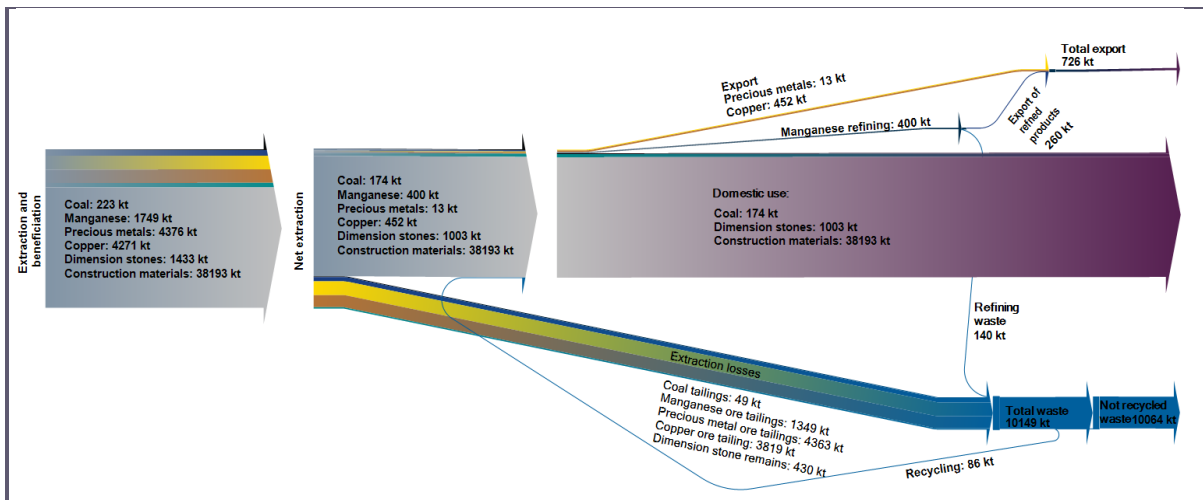 Extraction and
beneficiation
Coal: 223 kt
Manganese: 1749 kt
Precious metals: 4376 kt
Copper: 4271 kt
Dimension stones: 1433 kt
Construction materials: 38193 kt
Net extraction
Coal: 174 kt
Manganese: 400 kt
Precious metals: 13 kt
Copper: 452 kt
Dimension stones: 1003 kt
Construction materials: 38193 kt
Export
Precious metals: 13 kt
Copper: 452 kt
Manganese refining: 400 kt
Export of
refned
products
260 kt
Total export
726 kt
Domestic use:
Coal: 174 kt
Dimension stones: 1003 kt
Construction materials: 38193 kt
Refining
waste
140 kt
Extraction losses
Coal tailings: 49 kt
Manganese ore tailings: 1349 kt
Precious metal ore tailings: 4363 kt
Copper ore tailing: 3819 kt
Dimension stone remains: 430 kt
Total waste
10149 kt
Not recycled
waste10064 kt
Recycling: 86 kt